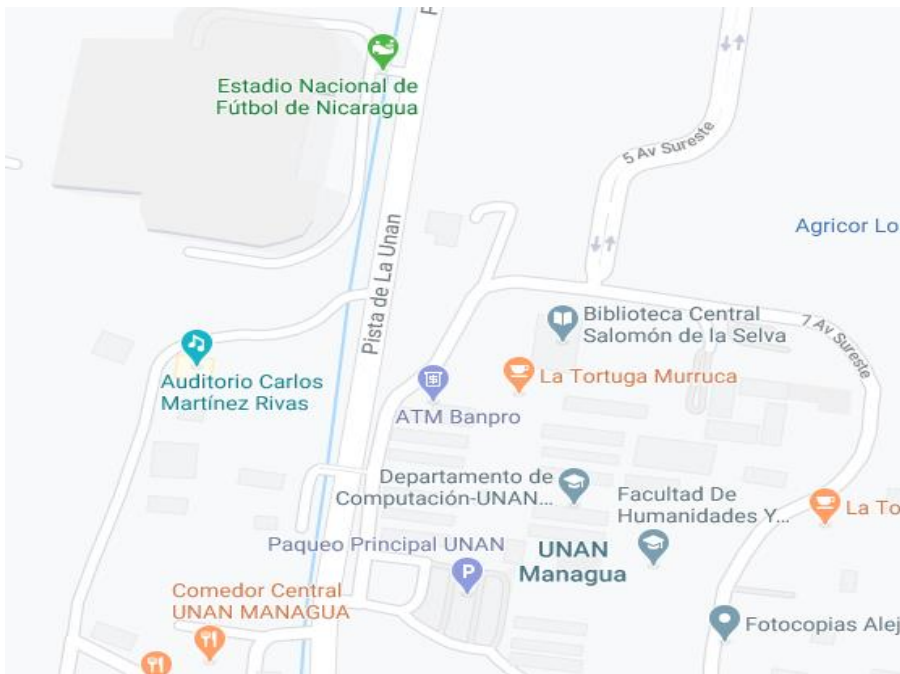 Estadio Nacional de
Fútbol de Nicaragua
5 Av Sureste
Agricor Lo
Pista de La Unan
Biblioteca Central
Salomón de la Selva
7 Av Sureste
Auditorio Carlos
Martínez Rivas
La Tortuga Murruca
ATM Banpro
Departamento de
Computación-UNAN...
Facultad De
Humanidades Y...
La To
Paqueo Principal UNAN
P
UNAN
Managua
Comedor Central
UNAN MANAGUA
Fotocopias Alej